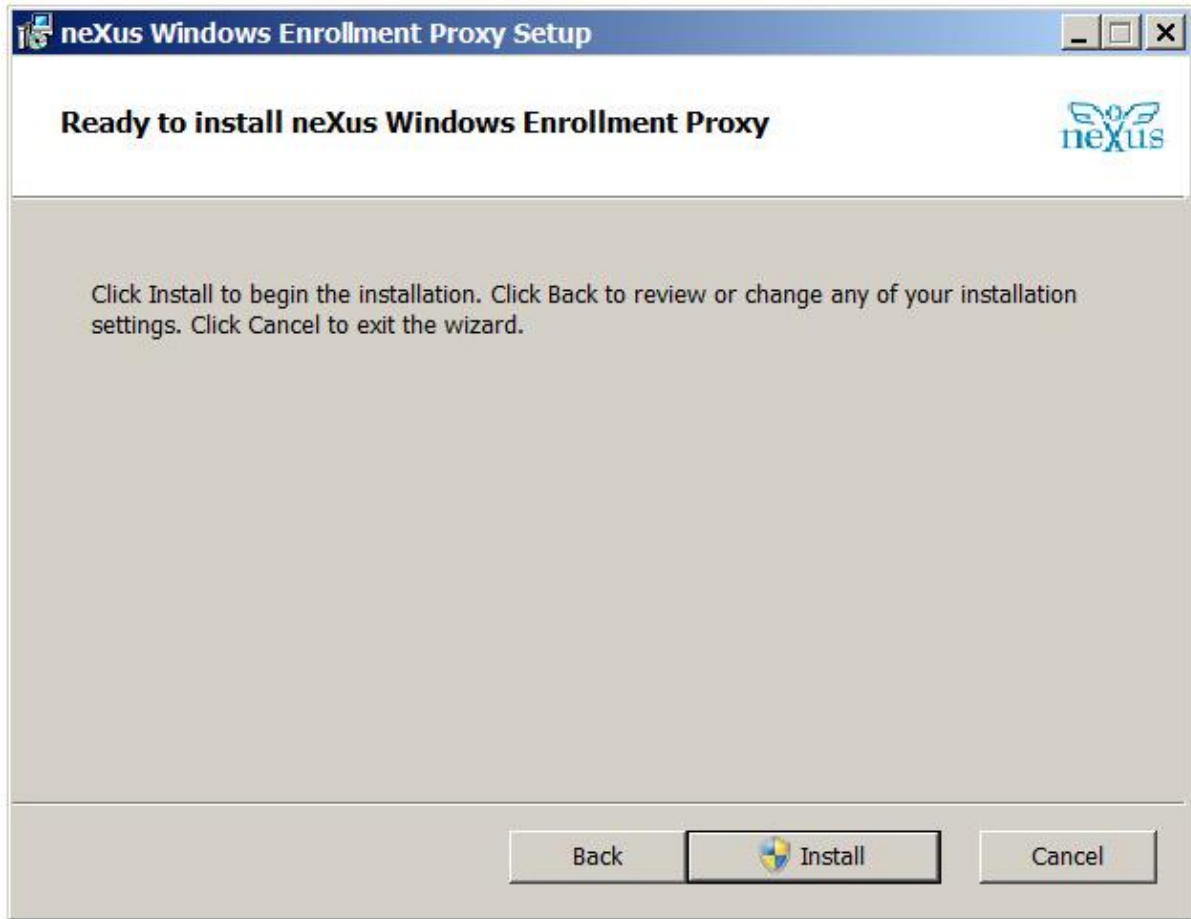 neXus Windows Enrollment Proxy Setup
Ready to install neXus Windows Enrollment Proxy
neXus
Click Install to begin the installation. Click Back to review or change any of your installation
settings. Click Cancel to exit the wizard.
Back
Install
Cancel